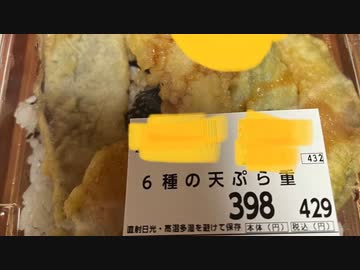 432
6種の天ぷら重
398 429
直射日光・高温多湿を避けて保存 本体(円) 税込(円)